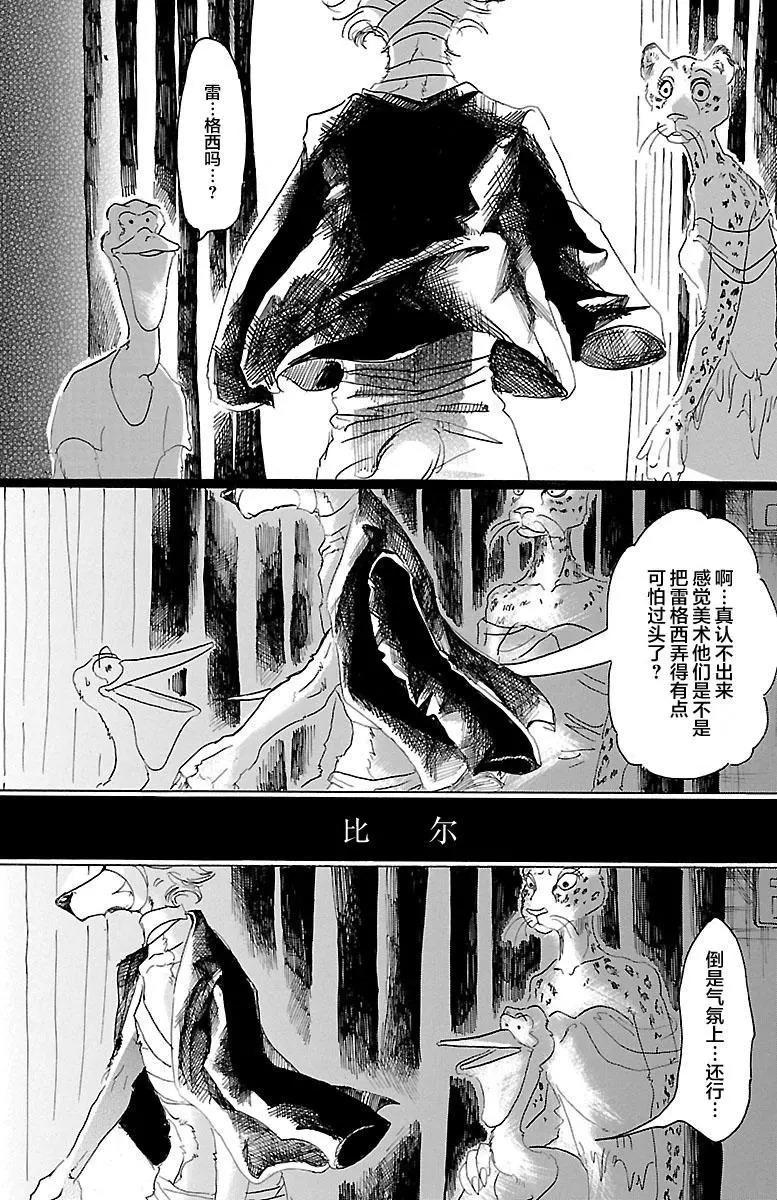 雷…
格西吗…?
啊…真认不出来
感觉美术他们是不是
把雷格西弄得有点
可怕过头了?
比尔
倒是气氛上…还行…